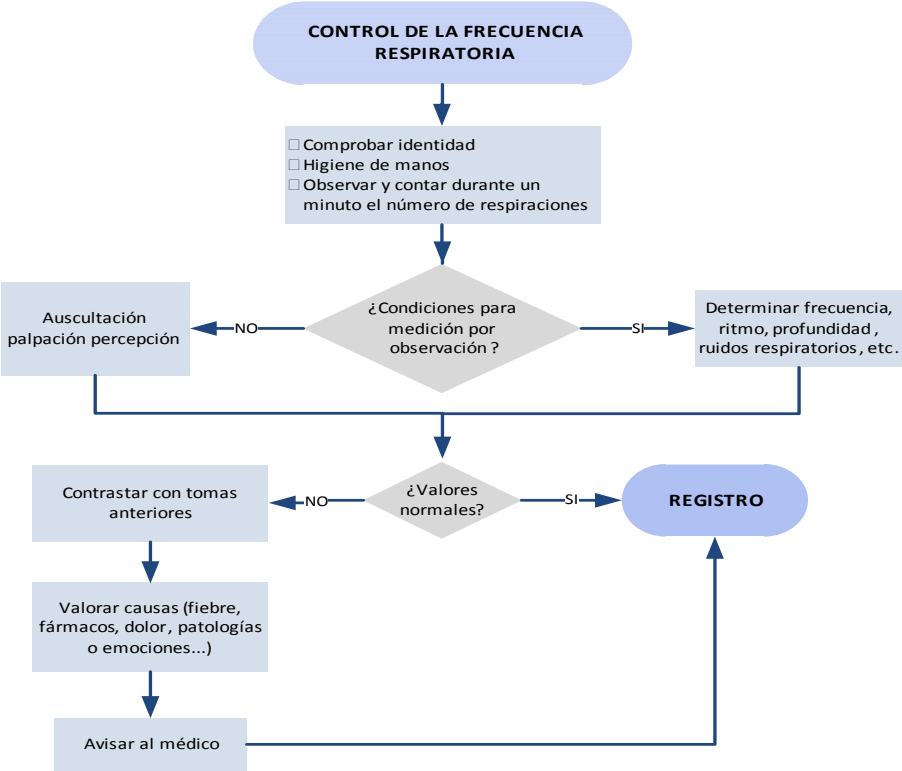 CONTROL DE LA FRECUENCIA
RESPIRATORIA
☐ Comprobar identidad
☐ Higiene de manos
☐ Observar y contar durante un
minuto el número de respiraciones
¿Condiciones para
medición por
observación ?
NO
SI
Auscultación
palpación percepción
Determinar frecuencia,
ritmo, profundidad ,
ruidos respiratorios , etc.
¿Valores
normales?
NO
SI
Contrastar con tomas
anteriores
REGISTRO
Valorar causas (fiebre,
fármacos, dolor , patologías
o emociones...)
Avisar al médico